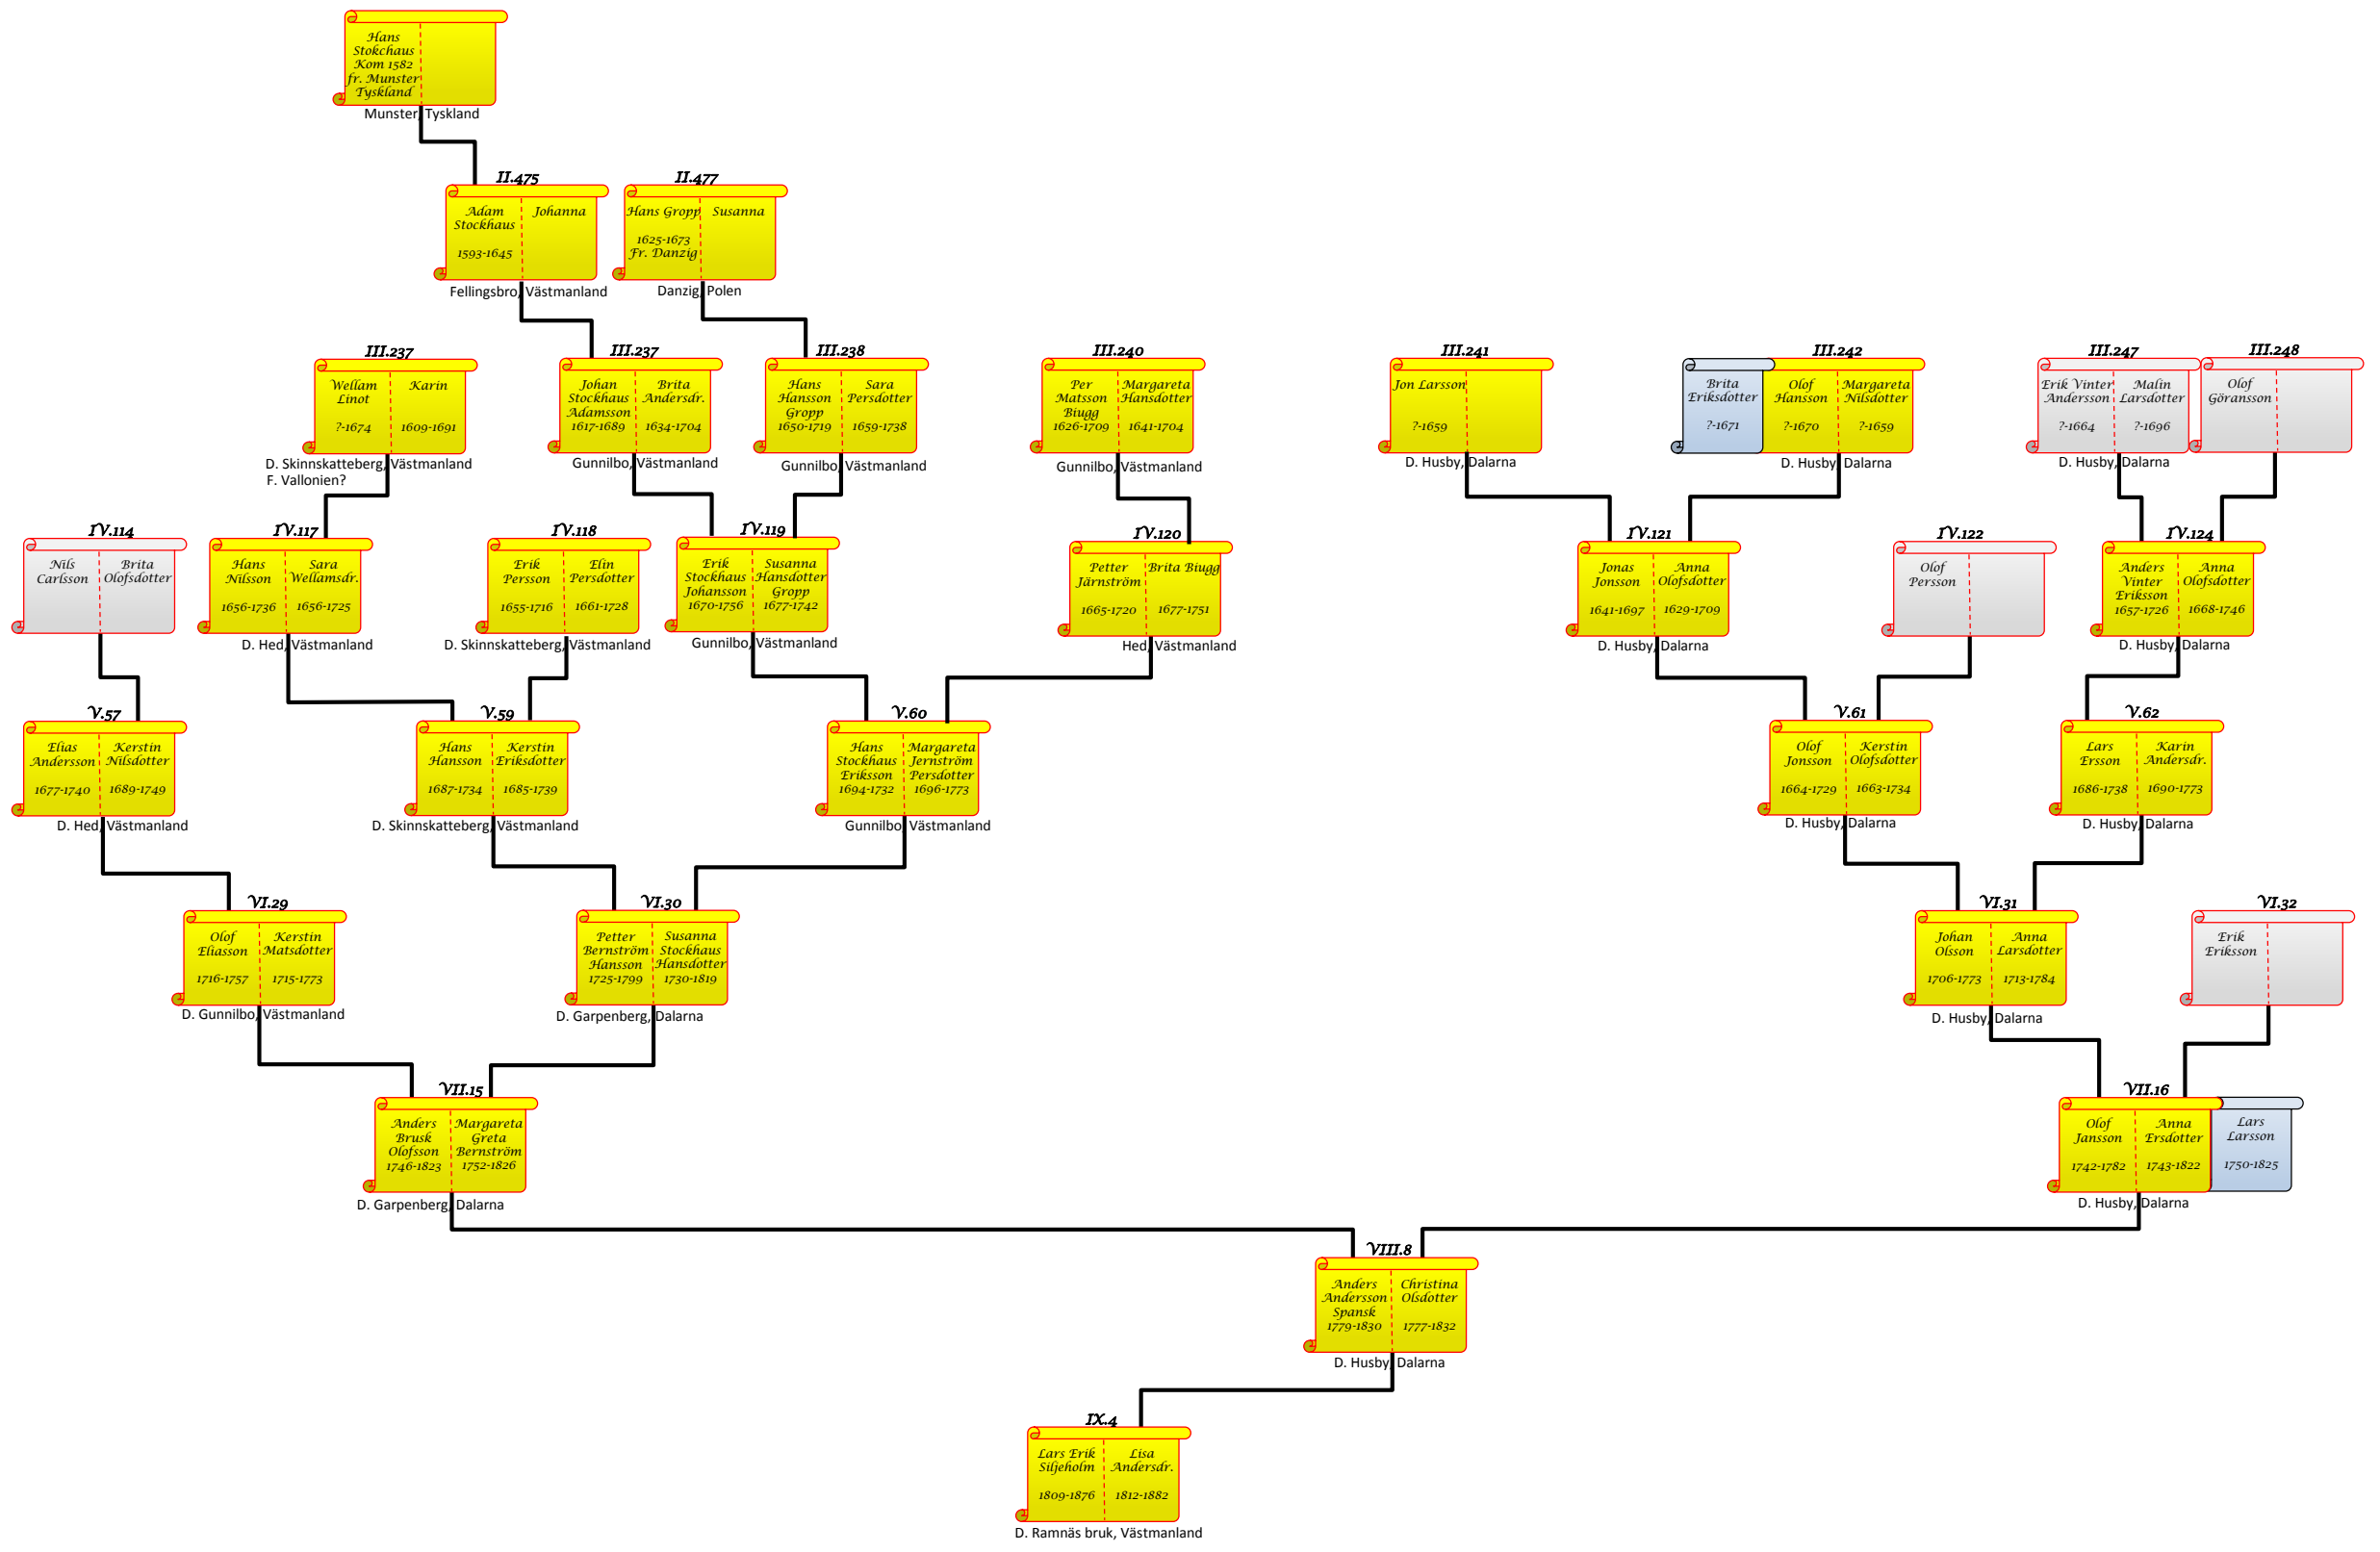 Hans
Stokchaus
Kom 1582
fr. Munster
Tyskland
Munster, Tyskland
II.475
Adam
Stockhaus
1593-1645
Johanna
Fellingsbro, Västmanland
II.477
Hans Gropp
1625-1673
Fr. Danzig
Susanna
Danzig, Polen
III.237
Wellam
Linot
?-1674
Karin
1609-1691
D. Skinnskatteberg, Västmanland
F. Vallonien?
III.237
Johan
Stockhaus
Adamsson
1617-1689
Brita
Andersdr.
1634-1704
Gunnilbo, Västmanland
III.238
Hans
Hansson
Gropp
1650-1719
Sara
Persdotter
1659-1738
Gunnilbo, Västmanland
III.240
Per
Matsson
Biugg
1626-1709
Margareta
Hansdotter
1641-1704
Gunnilbo, Västmanland
III.241
Jon Larsson
?-1659
D. Husby, Dalarna
Brita
Eriksdotter
?-1671
III.242
Olof
Hansson
?-1670
Margareta
Nilsdotter
?-1659
D. Husby, Dalarna
III.247
Erik Vinter
Andersson
?-1664
Malin
Larsdotter
?-1696
D. Husby, Dalarna
III.248
Olof
Göransson
IV.114
Nils
Carlsson
Brita
Olofsdotter
IV.117
Hans
Nilsson
1656-1736
Sara
Wellamsdr.
1656-1725
D. Hed, Västmanland
IV.118
Erik
Persson
1655-1716
Elin
Persdotter
1661-1728
D. Skinnskatteberg, Västmanland
IV.119
Erik
Stockhaus
Johansson
1670-1756
Susanna
Hansdotter
Gropp
1677-1742
Gunnilbo, Västmanland
IV.120
Petter
Järnström
1665-1720
Brita Biugg
1677-1751
Hed, Västmanland
IV.121
Jonas
Jonsson
1641-1697
Anna
Olofsdotter
1629-1709
D. Husby, Dalarna
IV.122
Olof
Persson
IV.124
Anders
Vinter
Eriksson
1657-1726
Anna
Olofsdotter
1668-1746
D. Husby, Dalarna
V.57
Elias
Andersson
1677-1740
Kerstin
Nilsdotter
1689-1749
D. Hed, Västmanland
V.59
Hans
Hansson
1687-1734
Kerstin
Eriksdotter
1685-1739
D. Skinnskatteberg, Västmanland
V.60
Hans
Stockhaus
Eriksson
1694-1732
Margareta
Jernström
Persdotter
1696-1773
Gunnilbo, Västmanland
V.61
Olof
Jonsson
1664-1729
Kerstin
Olofsdotter
1663-1734
D. Husby, Dalarna
V.62
Lars
Ersson
1686-1738
Karin
Andersdr.
1690-1773
D. Husby, Dalarna
VI.29
Olof
Eliasson
1716-1757
Kerstin
Matsdotter
1715-1773
D. Gunnilbo, Västmanland
VI.30
Petter
Bernström
Hansson
1725-1799
Susanna
Stockhaus
Hansdotter
1730-1819
D. Garpenberg, Dalarna
VI.31
Johan
Olsson
1706-1773
Anna
Larsdotter
1713-1784
D. Husby, Dalarna
VI.32
Erik
Eriksson
VII.15
Anders
Brusk
Olofsson
1746-1823
Margareta
Greta
Bernström
1752-1826
D. Garpenberg, Dalarna
VII.16
Olof
Jansson
1742-1782
Anna
Ersdotter
1743-1822
Lars
Larsson
1750-1825
D. Husby, Dalarna
VIII.8
Anders
Andersson
Spansk
1779-1830
Christina
Olsdotter
1777-1832
D. Husby, Dalarna
IX.4
Lars Erik
Siljeholm
1809-1876
Lisa
Andersdr.
1812-1882
D. Ramnäs bruk, Västmanland